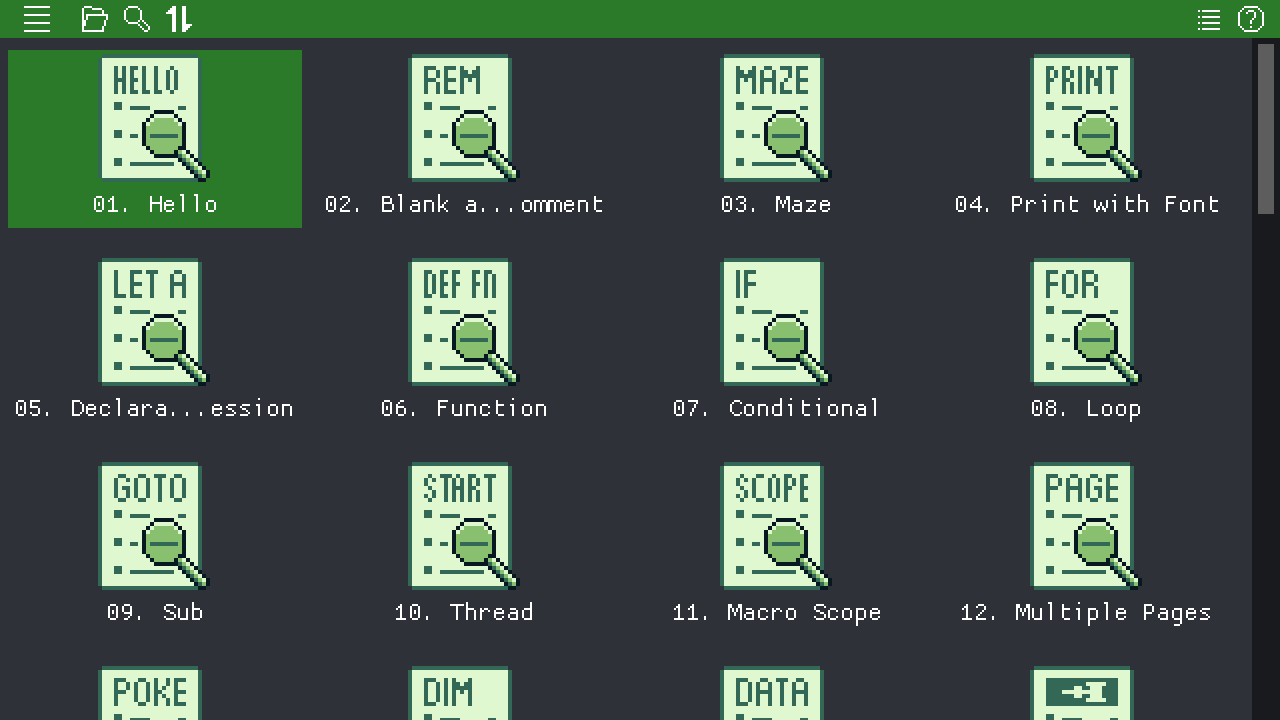 HELLO
REM
MAZE
PRINT
01. Hello
02. Blank a...omment
03. Maze
04. Print with Font
LET A
DEF FN
IF
FOR
05. Declara...ession
06. Function
07. Conditional
08. Loop
GOTO
START
SCOPE
PAGE
09. Sub
10. Thread
11. Macro Scope
12. Multiple Pages
POKE
DIM
DATA